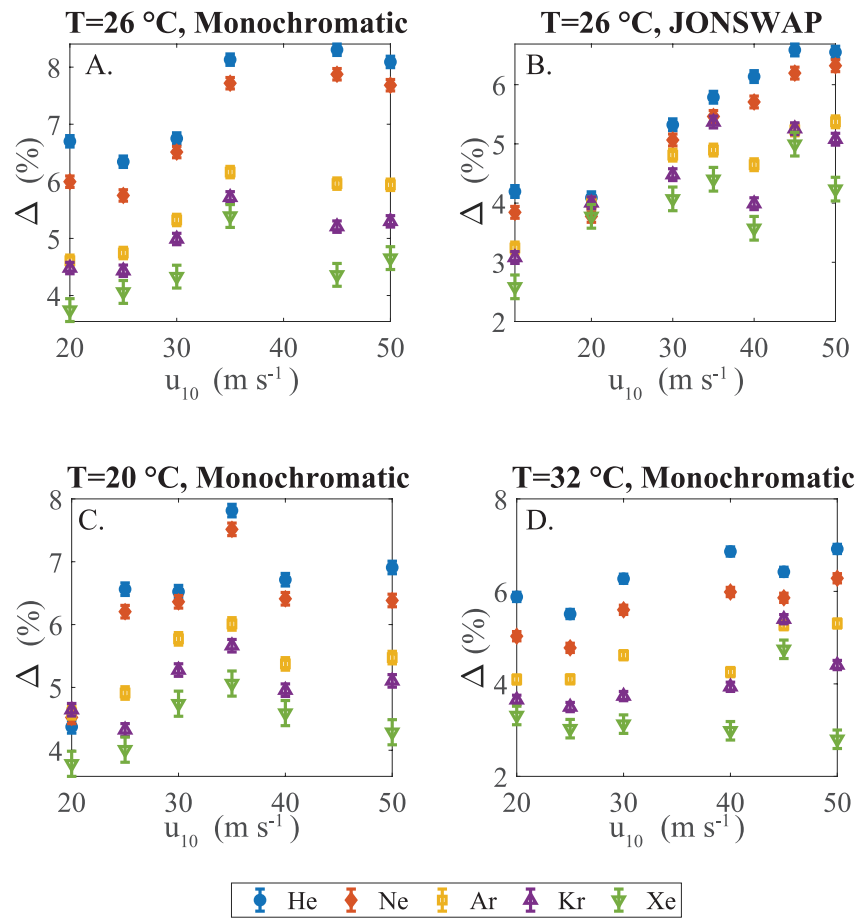 T=26 °C, Monochromatic
A.
8
7
6
5
4
Δ (%)
20 30 40 50
u10 (m s-1)
T=26 °C, JONSWAP
B.
6
5
4
3
2
Δ (%)
20 30 40 50
u10 (m s-1)
T=20 °C, Monochromatic
C.
8
7
6
5
4
Δ (%)
20 30 40 50
u10 (m s-1)
T=32 °C, Monochromatic
D.
8
6
4
2
Δ (%)
20 30 40 50
u10 (m s-1)
He Ne Ar Kr Xe